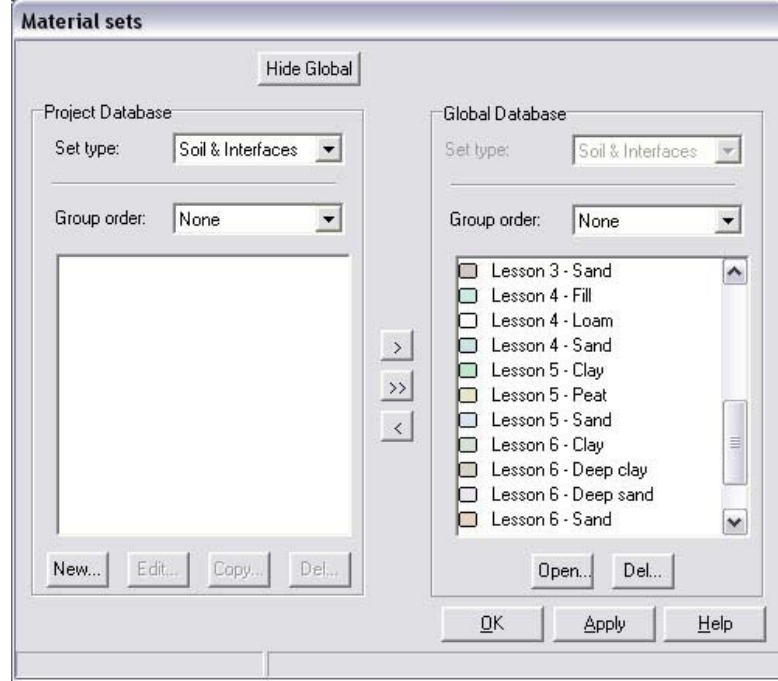 Material sets
Hide Global
Project Database
Set type: Soil & Interfaces
Group order: None
New... Edit... Copy... Del...
>
>>
<
Global Database
Set type: Soil & Interfaces
Group order: None
Lesson 3 - Sand
Lesson 4 - Fill
Lesson 4 - Loam
Lesson 4 - Sand
Lesson 5 - Clay
Lesson 5 - Peat
Lesson 5 - Sand
Lesson 6 - Clay
Lesson 6 - Deep clay
Lesson 6 - Deep sand
Lesson 6 - Sand
Open... Del...
OK Apply Help